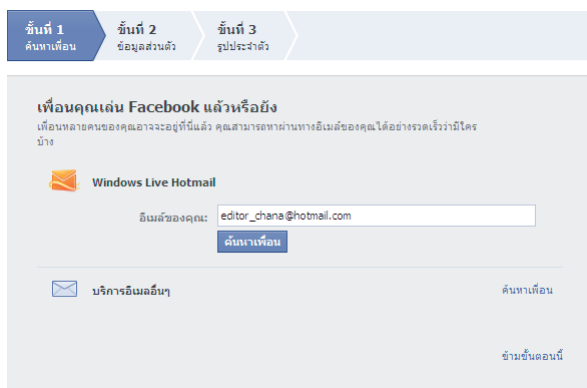 ขั้นที่ 1
ค้นหาเพื่อน
ขั้นที่ 2
ข้อมูลส่วนตัว
ขั้นที่ 3
รูปประจำตัว
เพื่อนคุณเล่น Facebook แล้วหรือยัง
เพื่อนหลายคนของคุณอาจจะอยู่ที่นี่แล้ว คุณสามารถหาผ่านทางอีเมล์ของคุณได้อย่างรวดเร็วว่ามีใคร
บ้าง
Windows Live Hotmail
อีเมล์ของคุณ: editor_chana@hotmail.com
ค้นหาเพื่อน
บริการอีเมลอื่นๆ ค้นหาเพื่อน
ข้ามขั้นตอนนี้